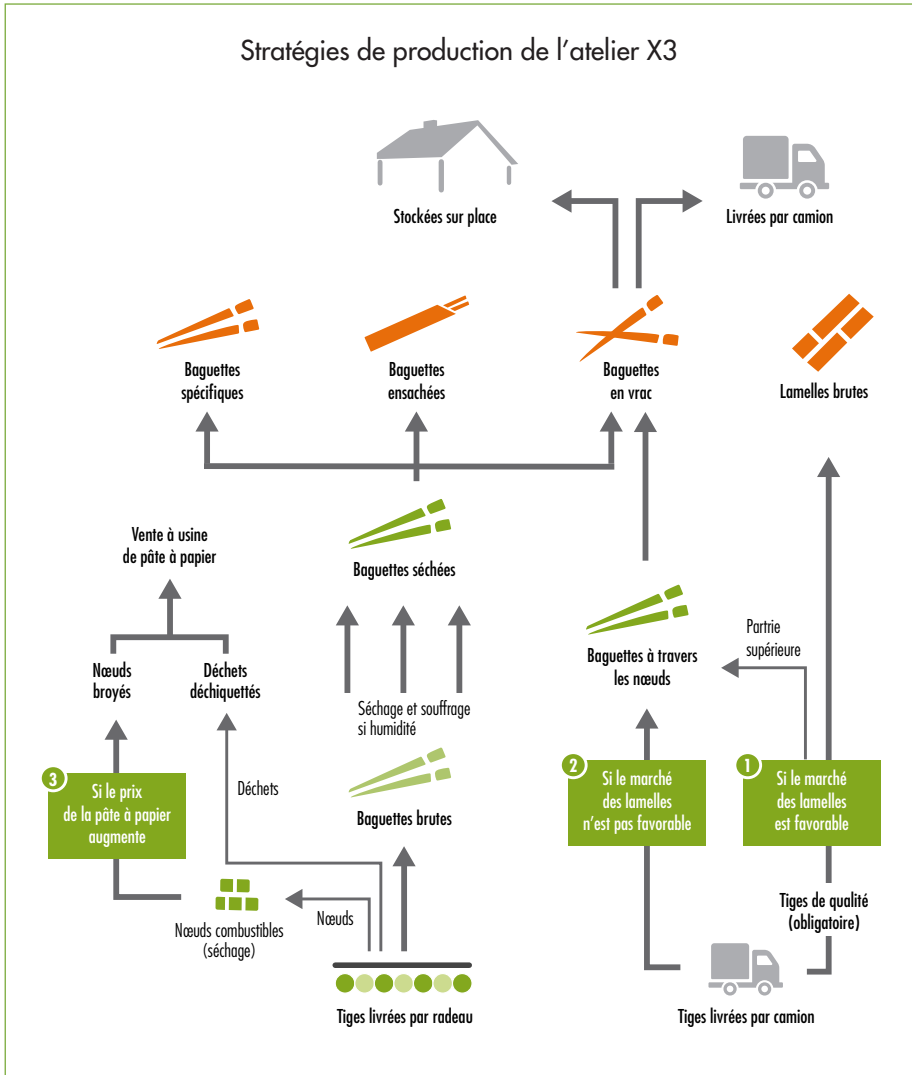 Stratégies de production de l'atelier X3
Stockées sur place
Livrées par camion
Baguettes
spécifiques
Baguettes
ensachées
Baguettes
en vrac
Lamelles brutes
Vente à usine
de pâte à papier
Baguettes séchées
Nœuds
broyés
Déchets
déchiquettés
Baguettes à travers
les nœuds
Partrie
supérieure
Séchage et souffrage
si humidité
3
Si le prix
de la pâte à papier
augmente
Déchets
Baguettes brutes
2
Si le marché
des lamelles
n'est pas favorable
1
Si le marché
des lamelles
est favorable
Nœuds combustibles
(séchage)
Nœuds
Tiges de qualité
(obligatoire)
Tiges livrées par radeau
Tiges livrées par camion